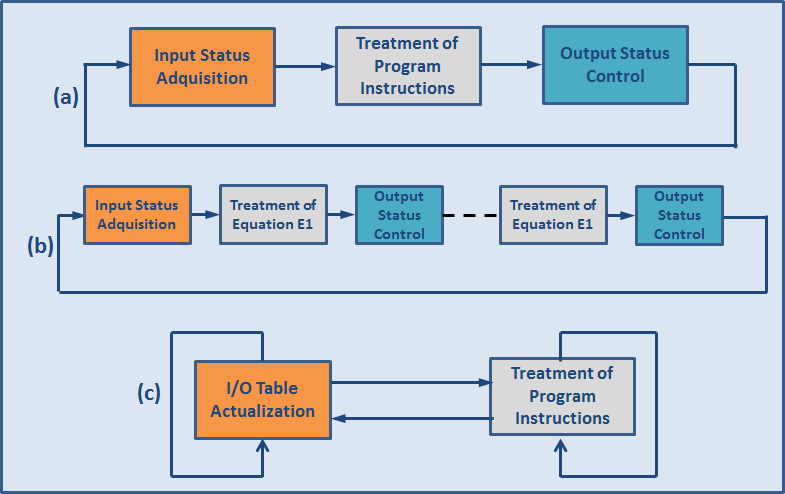 (a)
Input Status
Adquisition
Treatment of
Program
Instructions
Output Status
Control
(b)
Input Status
Adquisition
Treatment of
Equation E1
Output
Status
Control
Treatment of
Equation E1
Output
Status
Control
(c)
I/O Table
Actualization
Treatment of
Program
Instructions